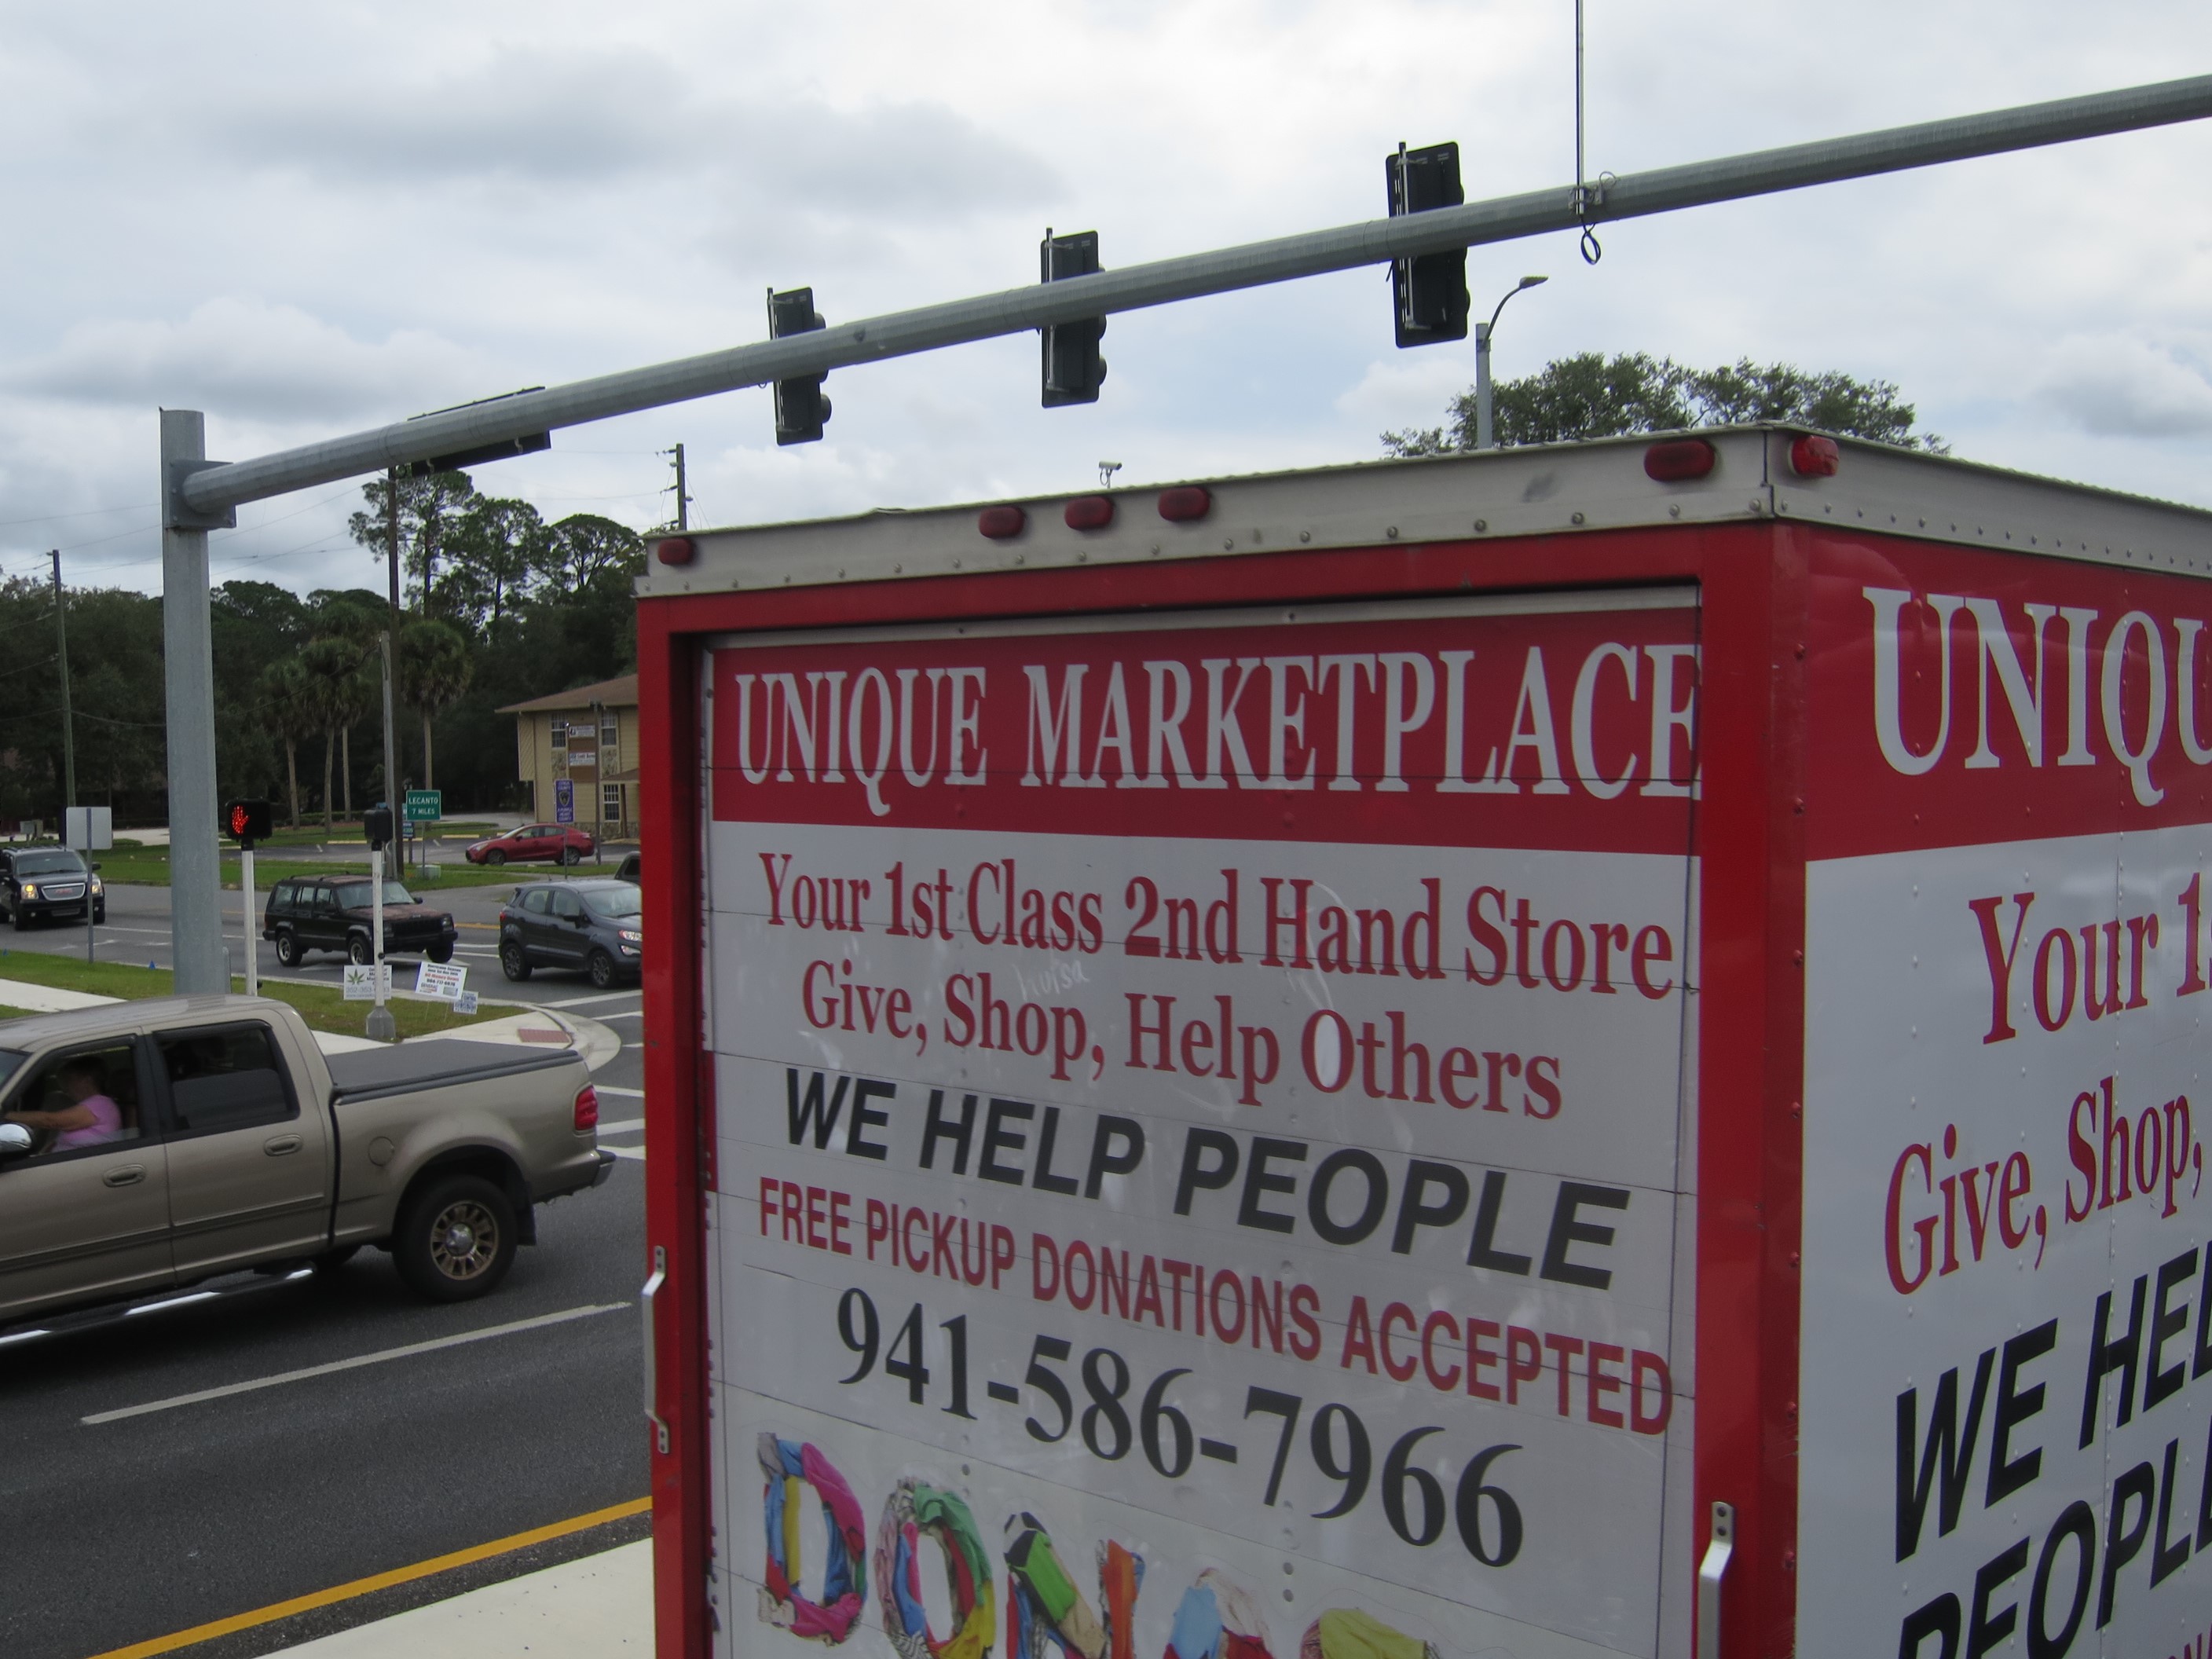 LECANTO
7 MILES
UNIQUE MARKETPLACE
Your 1st Class 2nd Hand Store
Give, Shop, Help Others
WE HELP PEOPLE
FREE PICKUP DONATIONS ACCEPTED
941-586-7966
UNIQU
Your 1s
Give, Shop,
WE HEL
PEOPL